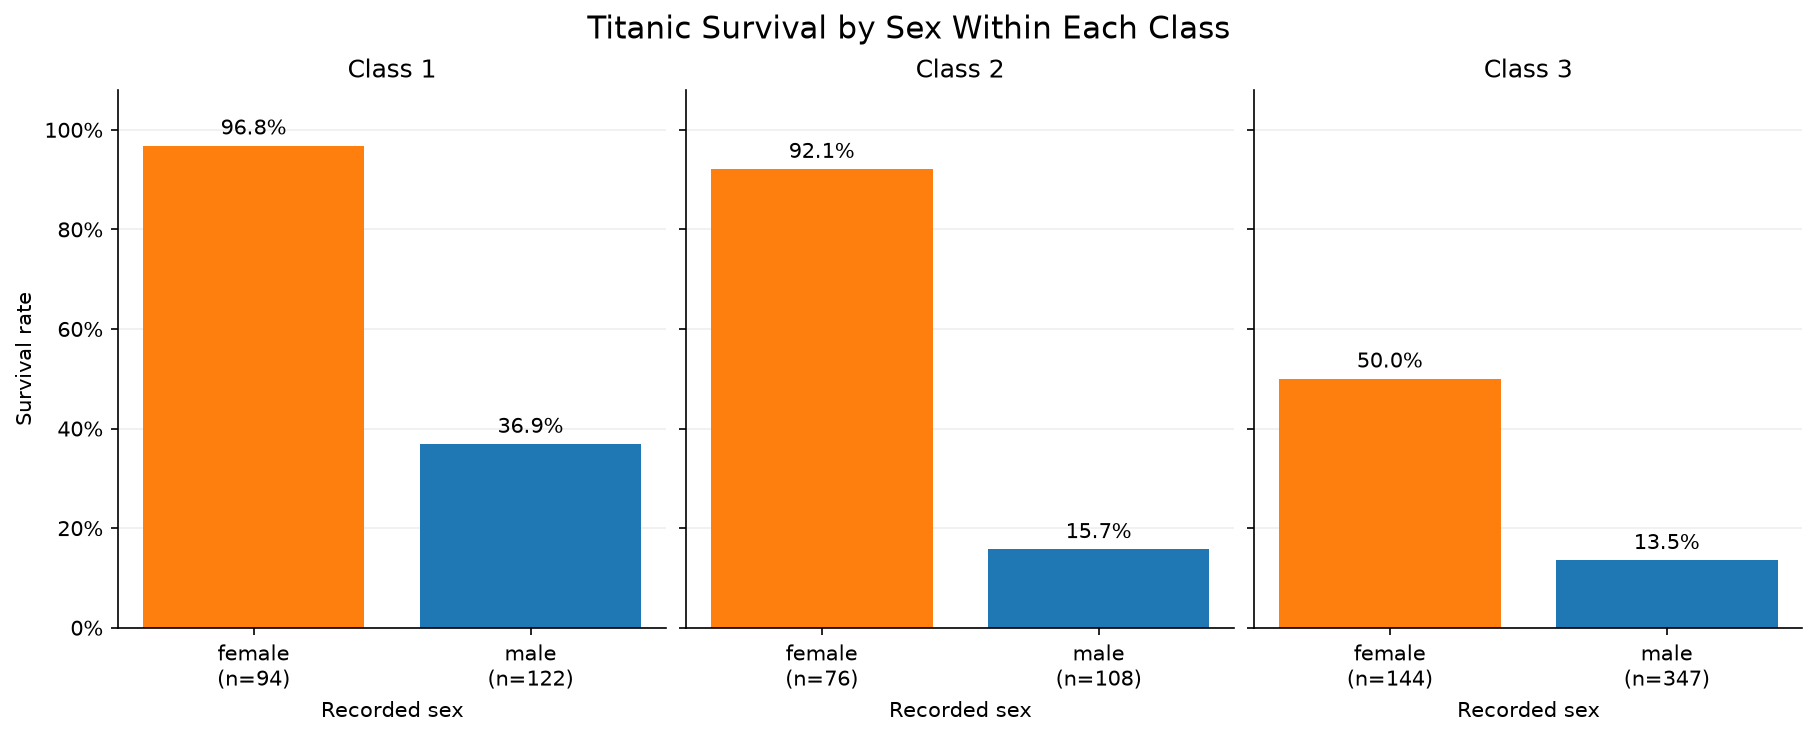 Titanic Survival by Sex Within Each Class
Class 1
Survival rate
100%
80%
60%
40%
20%
0%
96.8%
36.9%
female
(n=94)
male
(n=122)
Recorded sex
Class 2
92.1%
15.7%
female
(n=76)
male
(n=108)
Recorded sex
Class 3
50.0%
13.5%
female
(n=144)
male
(n=347)
Recorded sex